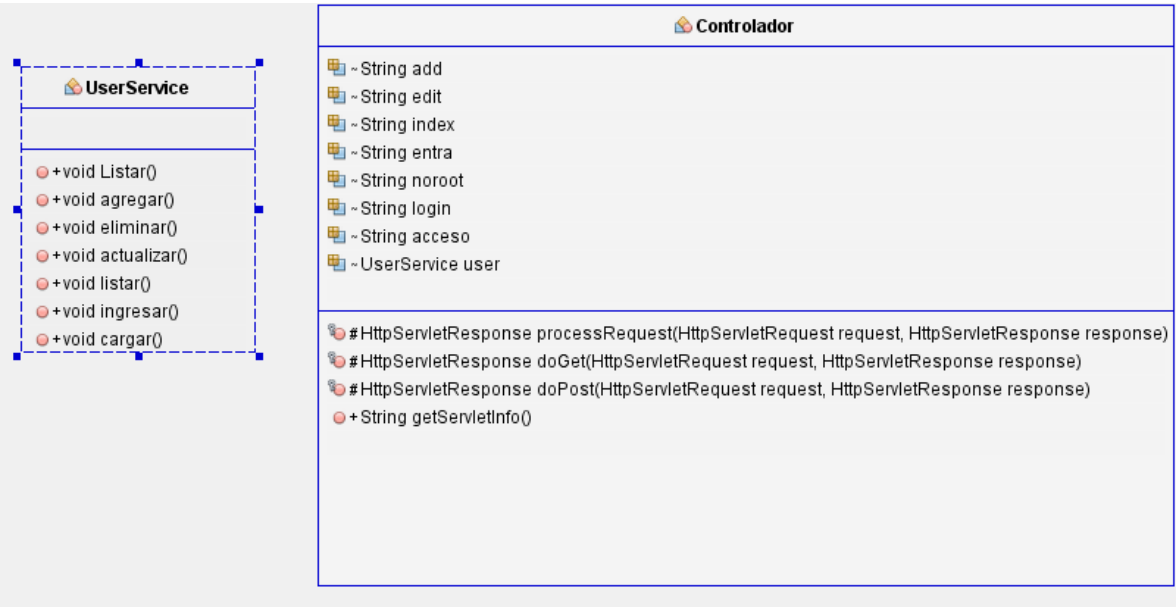 UserService
+void Listar()
+void agregar()
+void eliminar()
+void actualizar()
+void listar()
+void ingresar()
+void cargar()
Controlador
~String add
~String edit
~String index
~String entra
~String noroot
~String login
~String acceso
~UserService user
#HttpServletResponse processRequest(HttpServletRequest request, HttpServletResponse response)
#HttpServletResponse doGet(HttpServletRequest request, HttpServletResponse response)
#HttpServletResponse doPost(HttpServletRequest request, HttpServletResponse response)
+String getServletInfo()